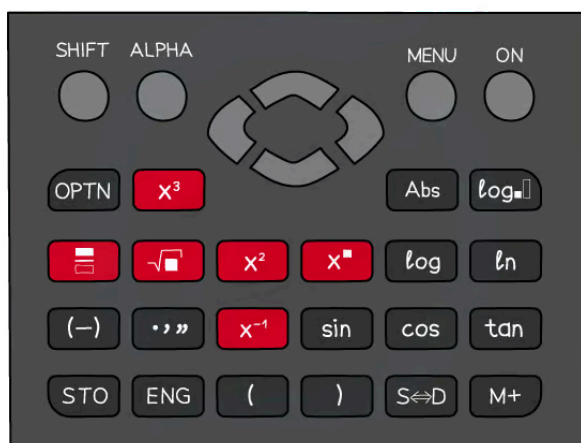 SHIFT ALPHA MENU ON
OPTN x³ Abs log▪▯
√▪ x² x▪ log ln
(−) ∙,,, x⁻¹ sin cos tan
STO ENG ( ) S⇔D M+